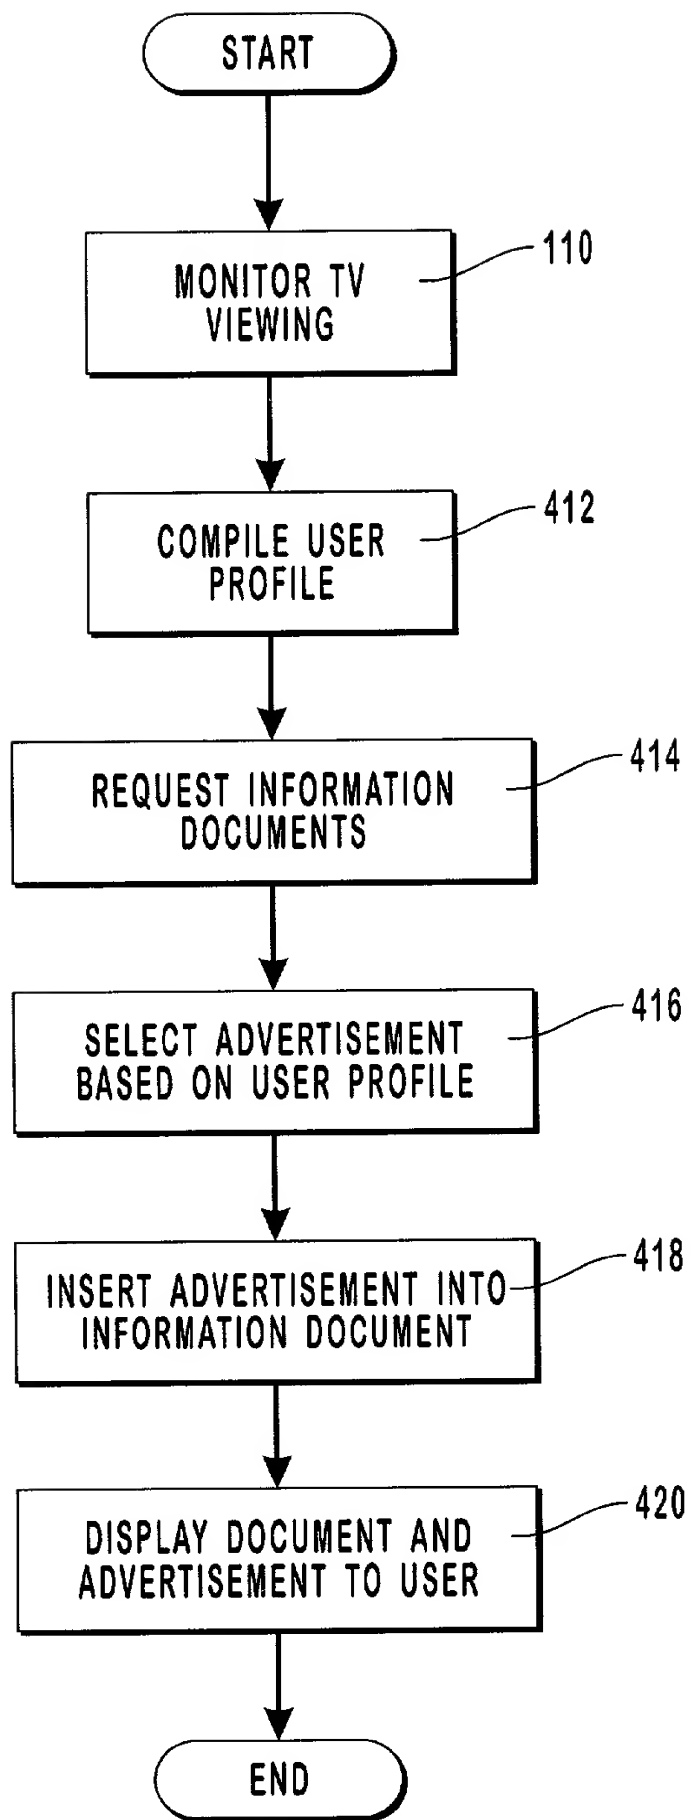 START
110
MONITOR TV
VIEWING
412
COMPILE USER
PROFILE
414
REQUEST INFORMATION
DOCUMENTS
416
SELECT ADVERTISEMENT
BASED ON USER PROFILE
418
INSERT ADVERTISEMENT INTO
INFORMATION DOCUMENT
420
DISPLAY DOCUMENT AND
ADVERTISEMENT TO USER
END